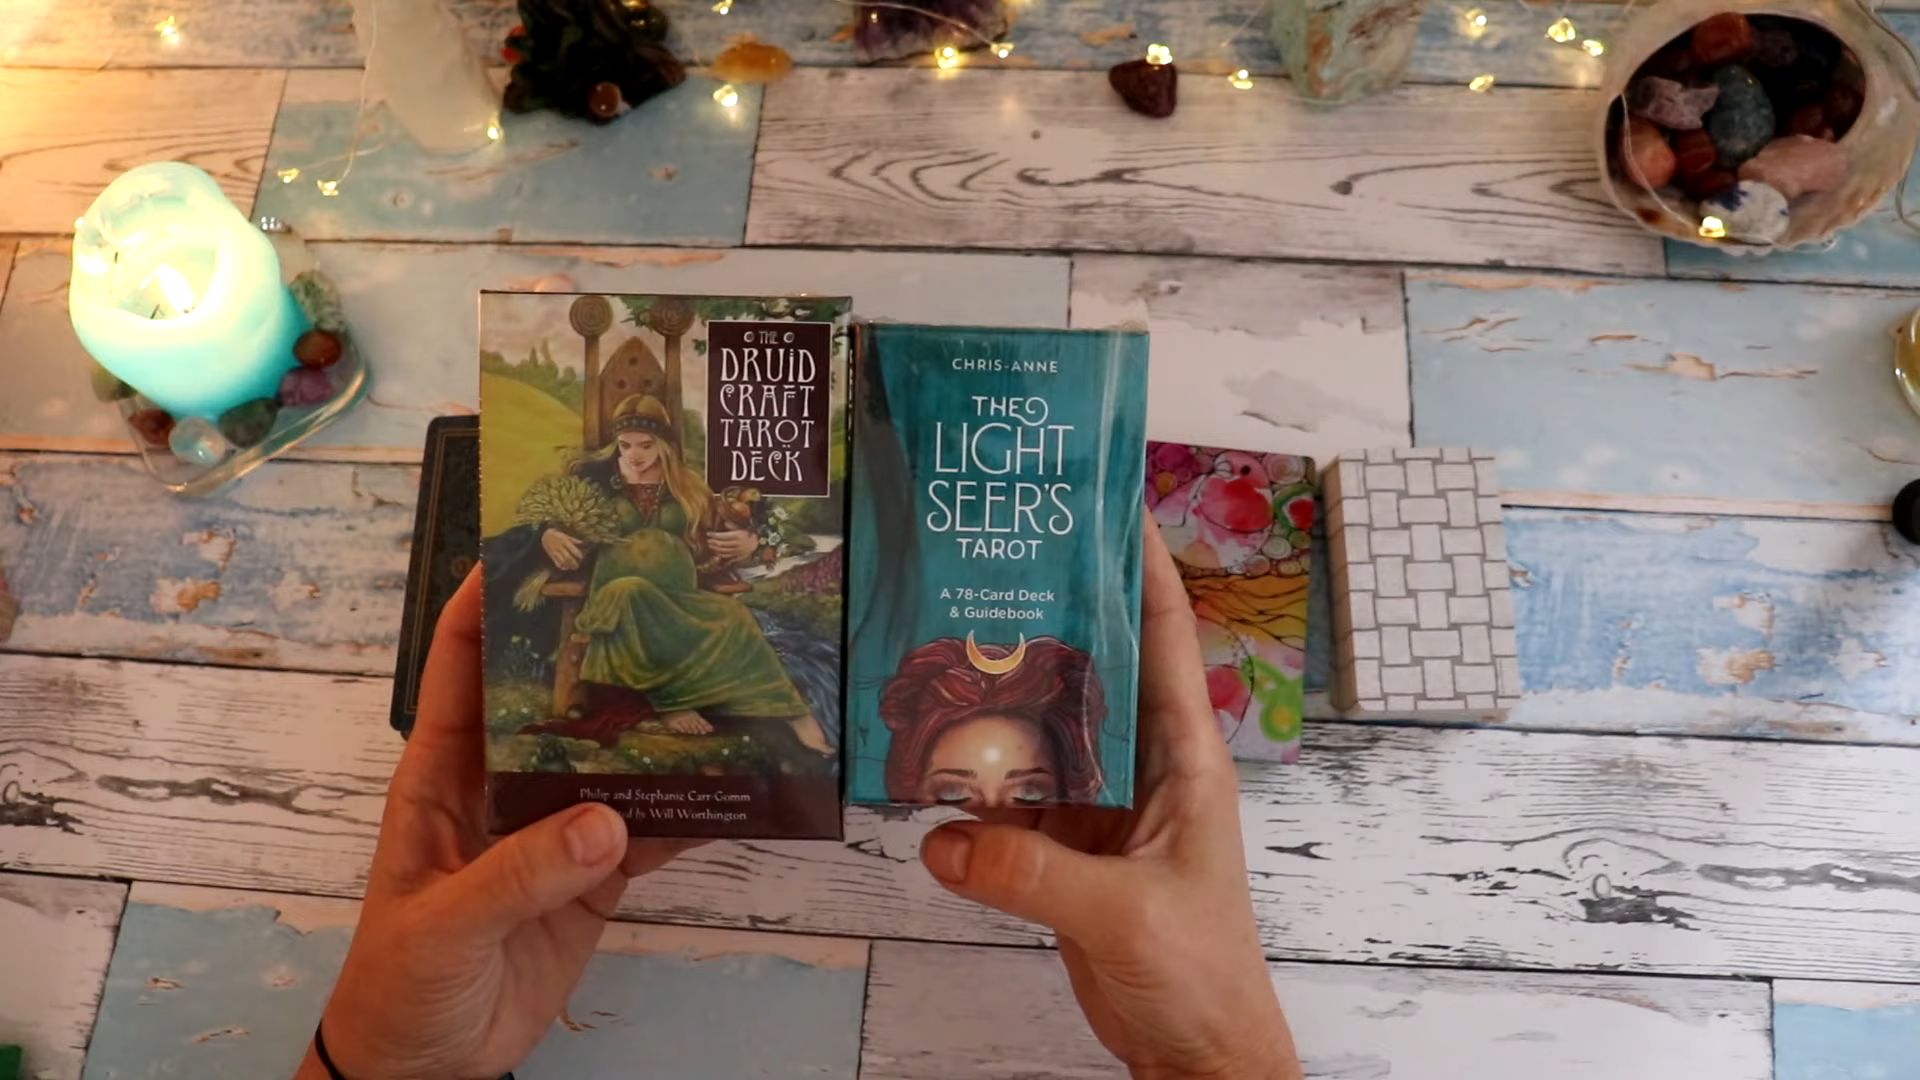 THE
DRUID
CRAFT
TAROT
DECK
Philip and Stephanie Carr-Gomm
by Will Worthington
CHRIS-ANNE
THE
LIGHT
SEER'S
TAROT
A 78-Card Deck
& Guidebook